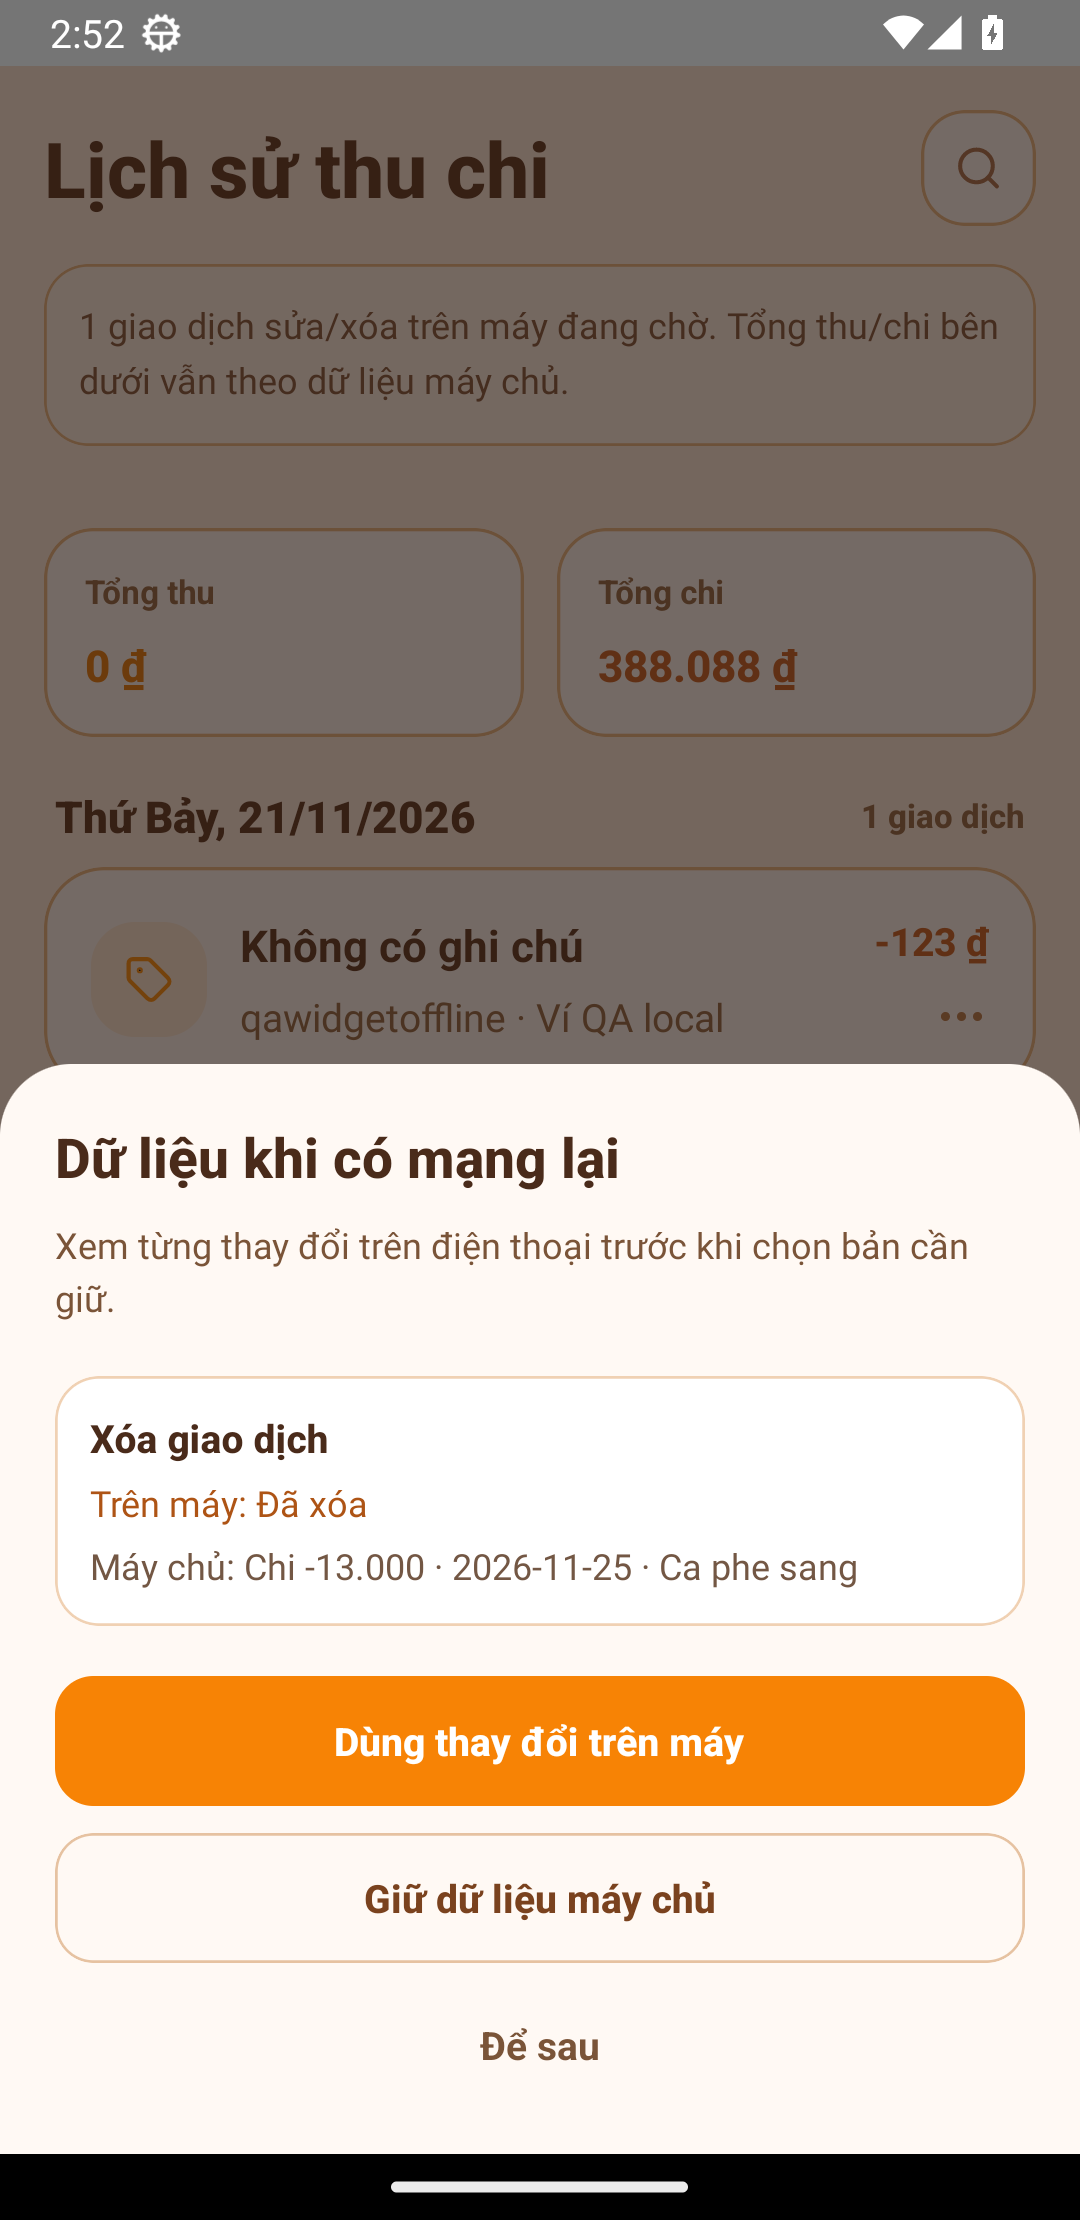 2:52
Lịch sử thu chi
1 giao dịch sửa/xóa trên máy đang chờ. Tổng thu/chi bên
dưới vẫn theo dữ liệu máy chủ.
Tổng thu
0 ₫
Tổng chi
388.088 ₫
Thứ Bảy, 21/11/2026
1 giao dịch
Không có ghi chú
-123 ₫
qawidgetoffline · Ví QA local
Dữ liệu khi có mạng lại
Xem từng thay đổi trên điện thoại trước khi chọn bản cần
giữ.
Xóa giao dịch
Trên máy: Đã xóa
Máy chủ: Chi -13.000 · 2026-11-25 · Ca phe sang
Dùng thay đổi trên máy
Giữ dữ liệu máy chủ
Để sau